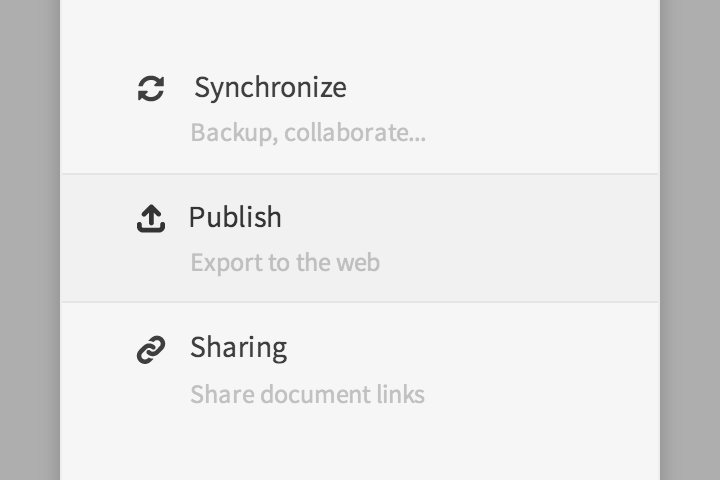 Synchronize
Backup, collaborate...
Publish
Export to the web
Sharing
Share document links